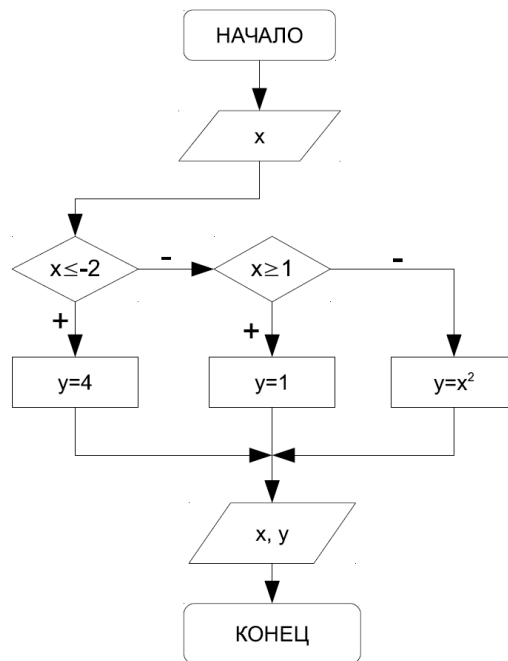 НАЧАЛО
x
x≤-2
-
x≥1
-
+
+
y=4
y=1
y=x²
x, y
КОНЕЦ